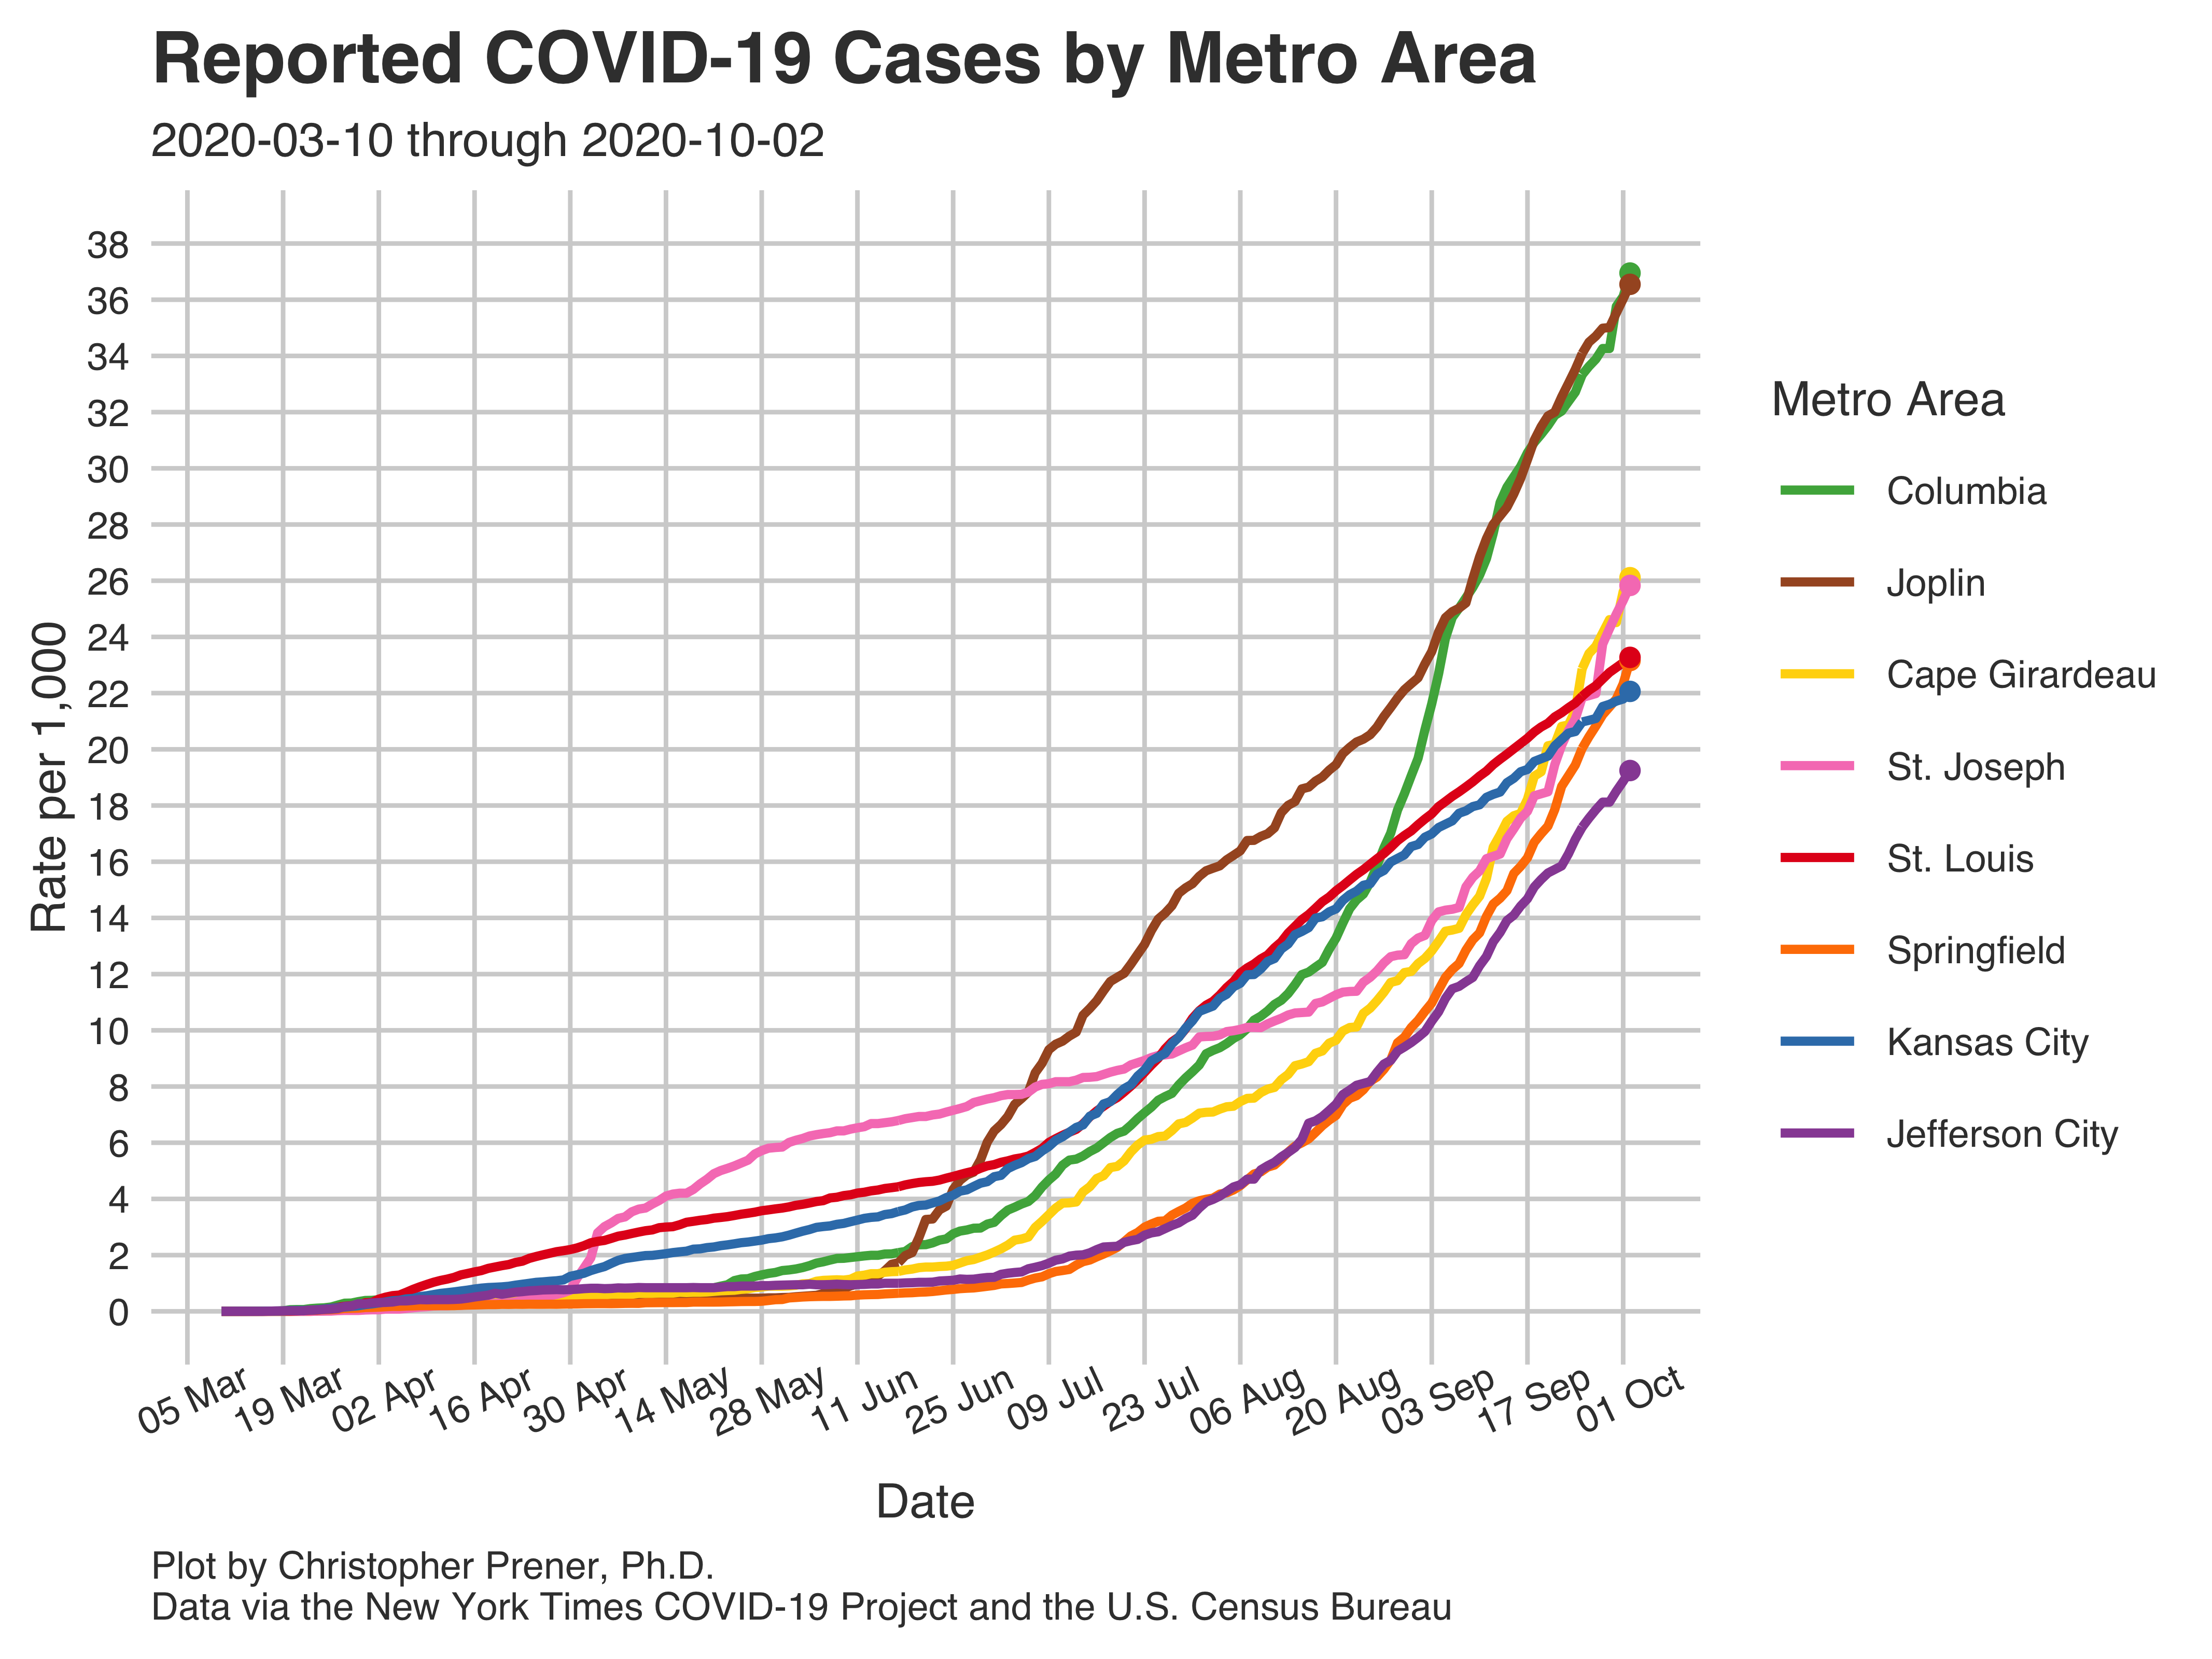 Reported COVID-19 Cases by Metro Area
2020-03-10 through 2020-10-02
Rate per 1,000
38
36
34
32
30
28
26
24
22
20
18
16
14
12
10
8
6
4
2
0
05 Mar
19 Mar
02 Apr
16 Apr
30 Apr
14 May
28 May
11 Jun
25 Jun
09 Jul
23 Jul
06 Aug
20 Aug
03 Sep
17 Sep
01 Oct
Date
Metro Area
Columbia
Joplin
Cape Girardeau
St. Joseph
St. Louis
Springfield
Kansas City
Jefferson City
Plot by Christopher Prener, Ph.D.
Data via the New York Times COVID-19 Project and the U.S. Census Bureau